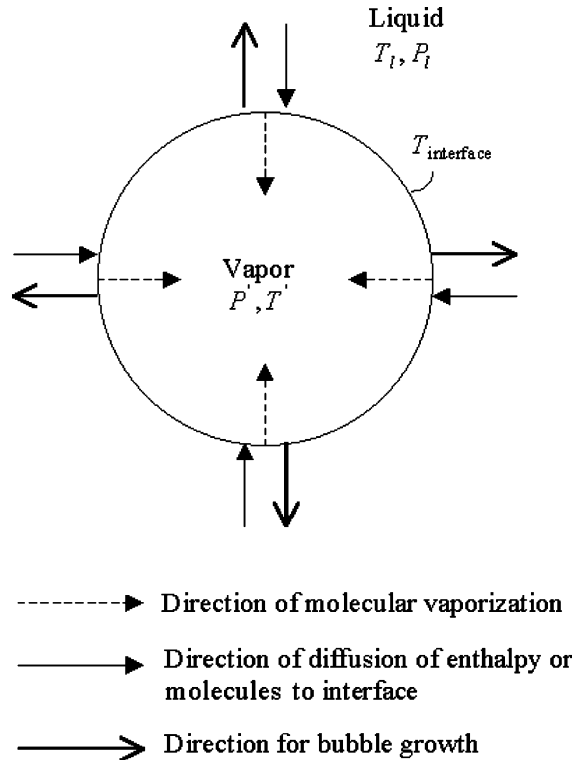 Liquid
T_l, P_l
T_interface
Vapor
P', T'
Direction of molecular vaporization
Direction of diffusion of enthalpy or
molecules to interface
Direction for bubble growth